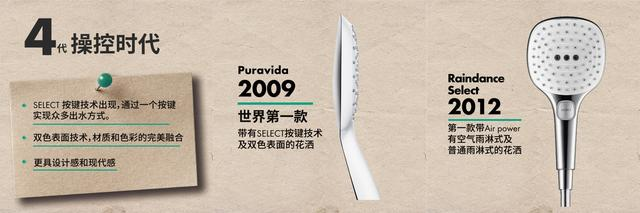 4代 操控时代
SELECT 按键技术出现,通过一个按键
实现众多出水方式。
双色表面技术,材质和色彩的完美融合
更具设计感和现代感
Puravida
2009
世界第一款
带有SELECT按键技术
及双色表面的花洒
Raindance
Select
2012
第一款带Air power
有空气雨淋式及
普通雨淋式的花洒